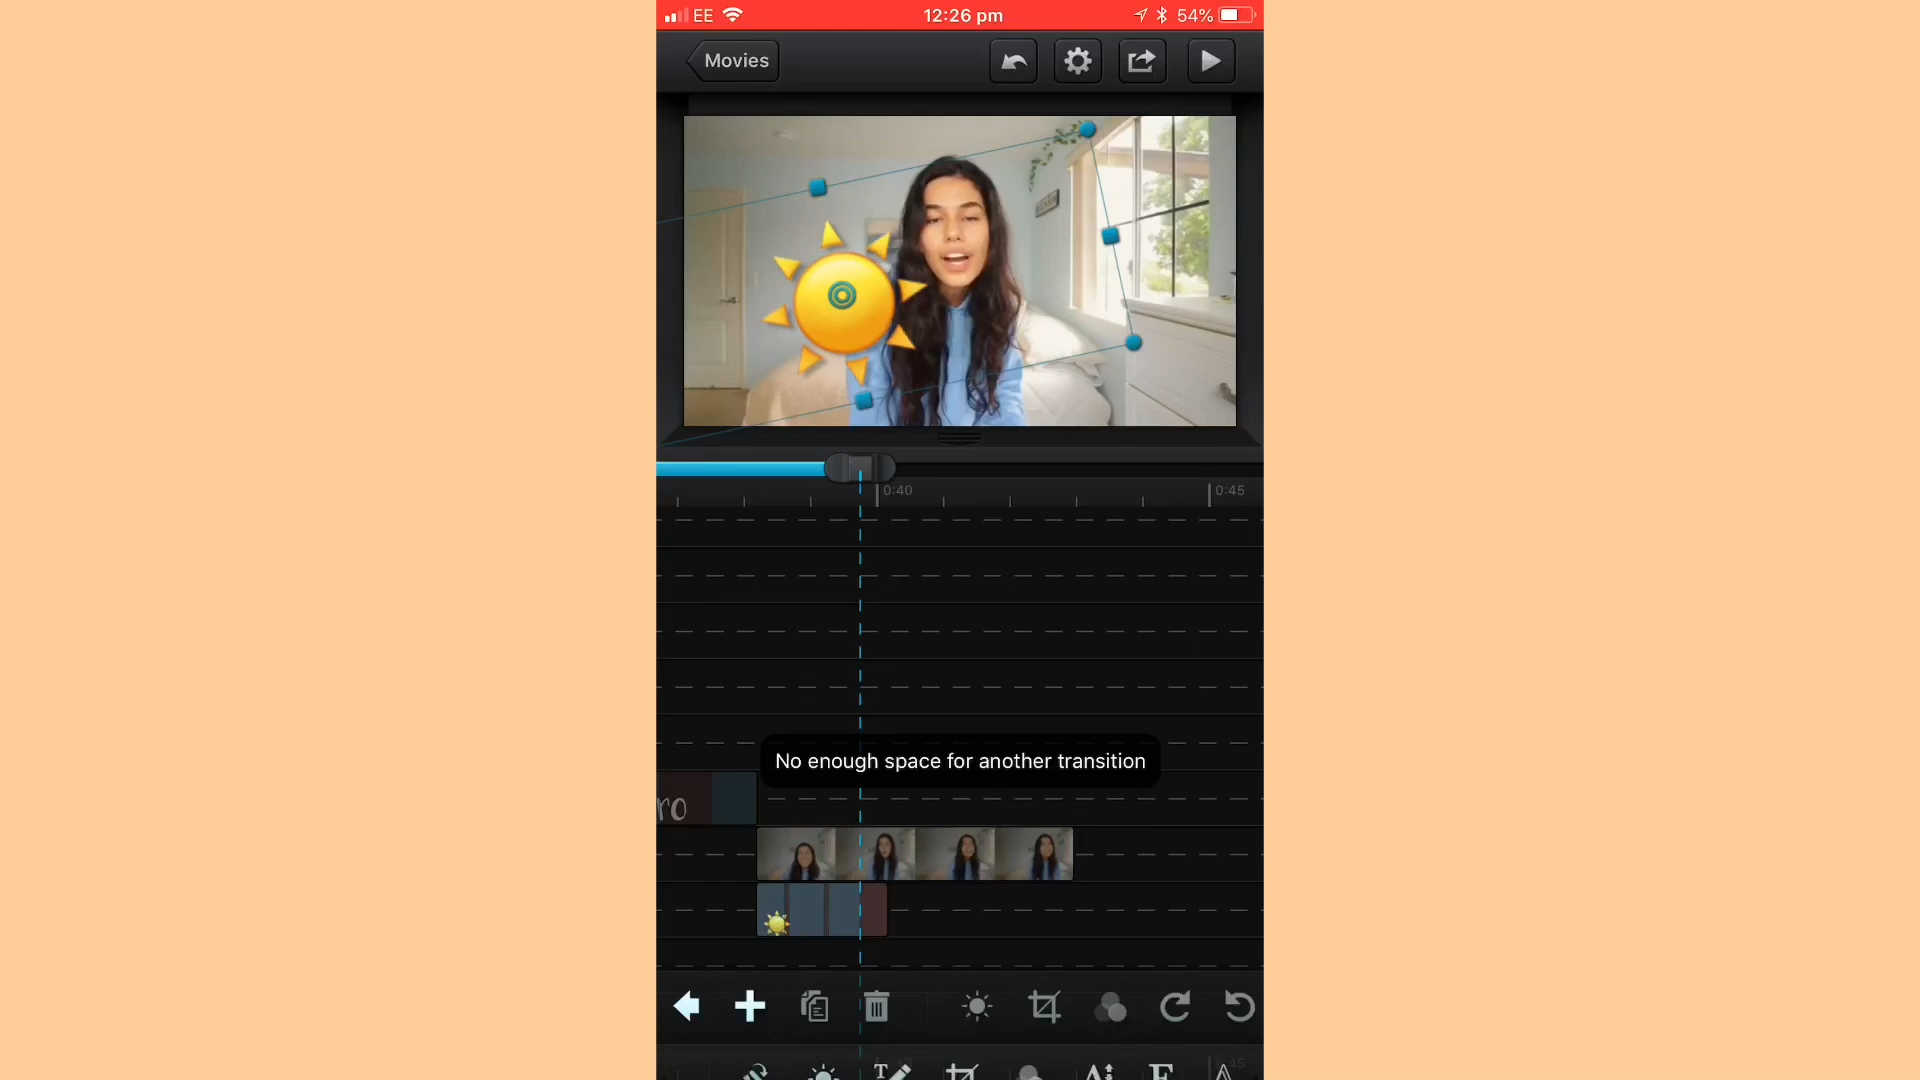 EE
12:26 pm
54%
Movies
0:40
0:45
No enough space for another transition
ro